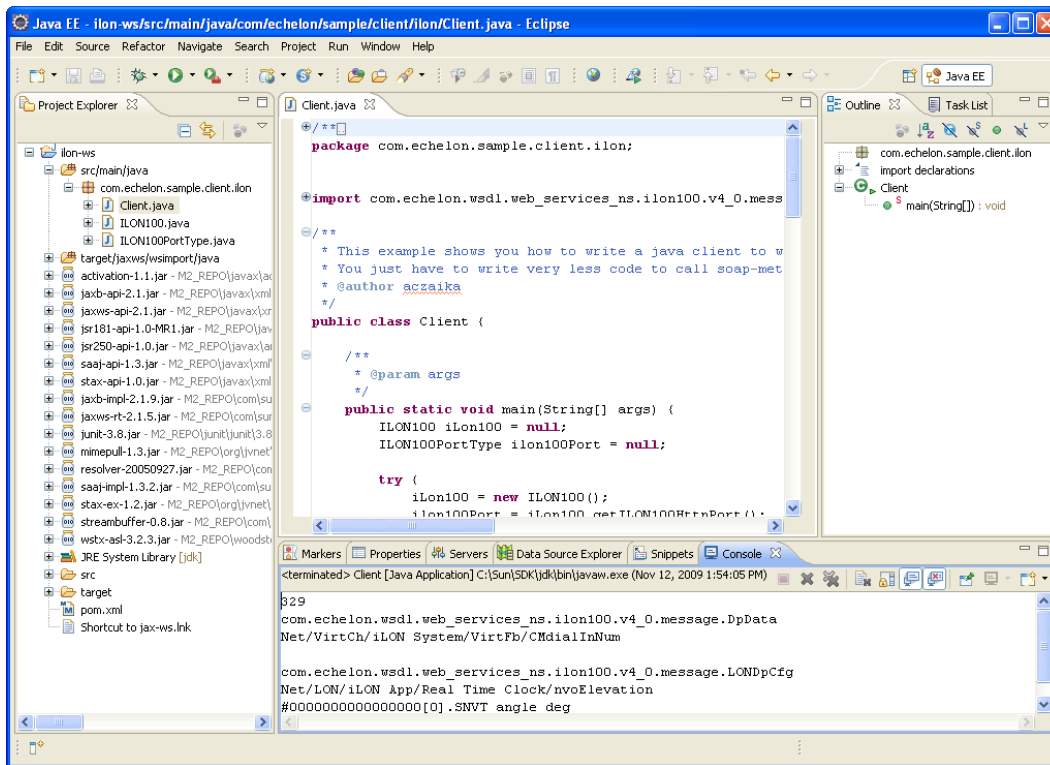 Java EE - ilon-ws/src/main/java/com/echelon/sample/client/ilon/Client.java - Eclipse
File Edit Source Refactor Navigate Search Project Run Window Help
Java EE
Project Explorer
ilon-ws
src/main/java
com.echelon.sample.client.ilon
Client.java
ILON100.java
ILON100PortType.java
target/jaxws/wsimport/java
activation-1.1.jar - M2_REPO\javax\ac
jaxb-api-2.1.jar - M2_REPO\javax\xml
jaxws-api-2.1.jar - M2_REPO\javax\xr
jsr181-api-1.0-MR1.jar - M2_REPO\jav
jsr250-api-1.0.jar - M2_REPO\javax\ar
saaj-api-1.3.jar - M2_REPO\javax\xml'
stax-api-1.0.jar - M2_REPO\javax\xml
jaxb-impl-2.1.9.jar - M2_REPO\com\su
jaxws-rt-2.1.5.jar - M2_REPO\com\sur
junit-3.8.jar - M2_REPO\junit\junit\3.8
mimepull-1.3.jar - M2_REPO\org\jvnet'
resolver-20050927.jar - M2_REPO\con
saaj-impl-1.3.2.jar - M2_REPO\com\su
stax-ex-1.2.jar - M2_REPO\org\jvnet\
streambuffer-0.8.jar - M2_REPO\com\
wstx-asl-3.2.3.jar - M2_REPO\woodsto
JRE System Library [jdk]
src
target
pom.xml
Shortcut to jax-ws.lnk
Client.java
/**
package com.echelon.sample.client.ilon;
import com.echelon.wsdl.web_services_ns.ilon100.v4_0.mess
/**
* This example shows you how to write a java client to w
* You just have to write very less code to call soap-met
* @author aczaika
*/
public class Client {
/**
* @param args
*/
public static void main(String[] args) {
ILON100 iLon100 = null;
ILON100PortType ilon100Port = null;
try {
iLon100 = new ILON100();
ilon100Port = iLon100.getILON100HttpPort();
Outline Task List
com.echelon.sample.client.ilon
import declarations
Client
main(String[]) : void
Markers Properties Servers Data Source Explorer Snippets Console
<terminated> Client [Java Application] C:\Sun\SDK\jdk\bin\javaw.exe (Nov 12, 2009 1:54:05 PM)
329
com.echelon.wsdl.web_services_ns.ilon100.v4_0.message.DpData
Net/VirtCh/iLON System/VirtFb/CMdialInNum
com.echelon.wsdl.web_services_ns.ilon100.v4_0.message.LONDpCfg
Net/LON/iLON App/Real Time Clock/nvoElevation
#0000000000000000[0].SNVT angle deg